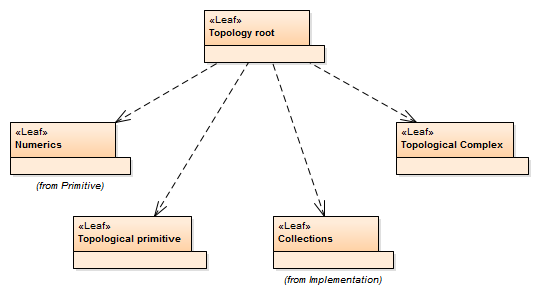 «Leaf»
Topology root
«Leaf»
Numerics
(from Primitive)
«Leaf»
Topological Complex
«Leaf»
Topological primitive
«Leaf»
Collections
(from Implementation)